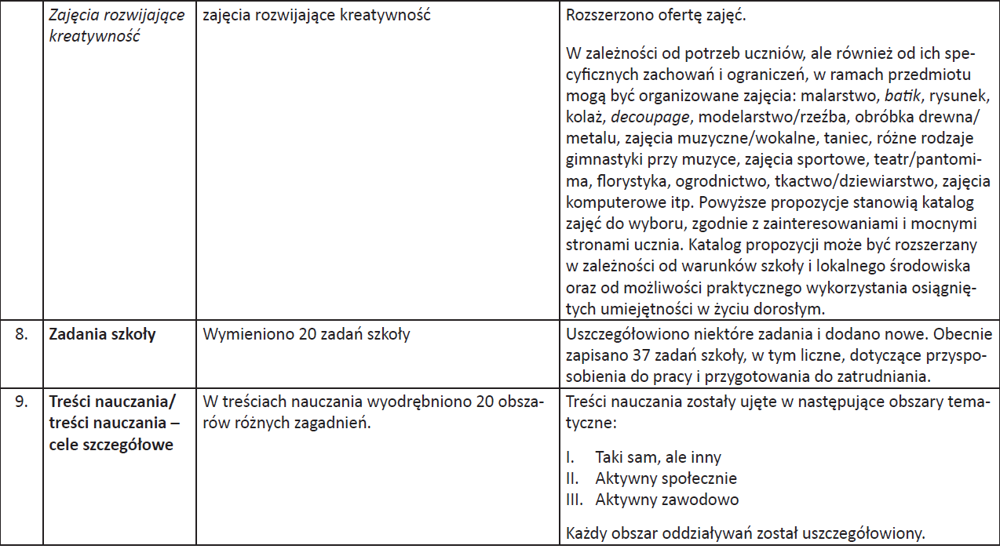 Zajęcia rozwijające
kreatywność
zajęcia rozwijające kreatywność
Rozszerzono ofertę zajęć.
W zależności od potrzeb uczniów, ale również od ich spe-
cyficznych zachowań i ograniczeń, w ramach przedmiotu
mogą być organizowane zajęcia: malarstwo, batik, rysunek,
kolaż, decoupage, modelarstwo/rzeźba, obróbka drewna/
metalu, zajęcia muzyczne/wokalne, taniec, różne rodzaje
gimnastyki przy muzyce, zajęcia sportowe, teatr/pantomi-
ma, florystyka, ogrodnictwo, tkactwo/dziewiarstwo, zajęcia
komputerowe itp. Powyższe propozycje stanowią katalog
zajęć do wyboru, zgodnie z zainteresowaniami i mocnymi
stronami ucznia. Katalog propozycji może być rozszerzany
w zależności od warunków szkoły i lokalnego środowiska
oraz od możliwości praktycznego wykorzystania osiągnię-
tych umiejętności w życiu dorosłym.
8.
Zadania szkoły
Wymieniono 20 zadań szkoły
Uszczegółowiono niektóre zadania i dodano nowe. Obecnie
zapisano 37 zadań szkoły, w tym liczne, dotyczące przyspo-
sobienia do pracy i przygotowania do zatrudniania.
9.
Treści nauczania/
treści nauczania –
cele szczegółowe
W treściach nauczania wyodrębniono 20 obsza-
rów różnych zagadnień.
Treści nauczania zostały ujęte w następujące obszary tema-
tyczne:
I. Taki sam, ale inny
II. Aktywny społecznie
III. Aktywny zawodowo
Każdy obszar oddziaływań został uszczegółowiony.